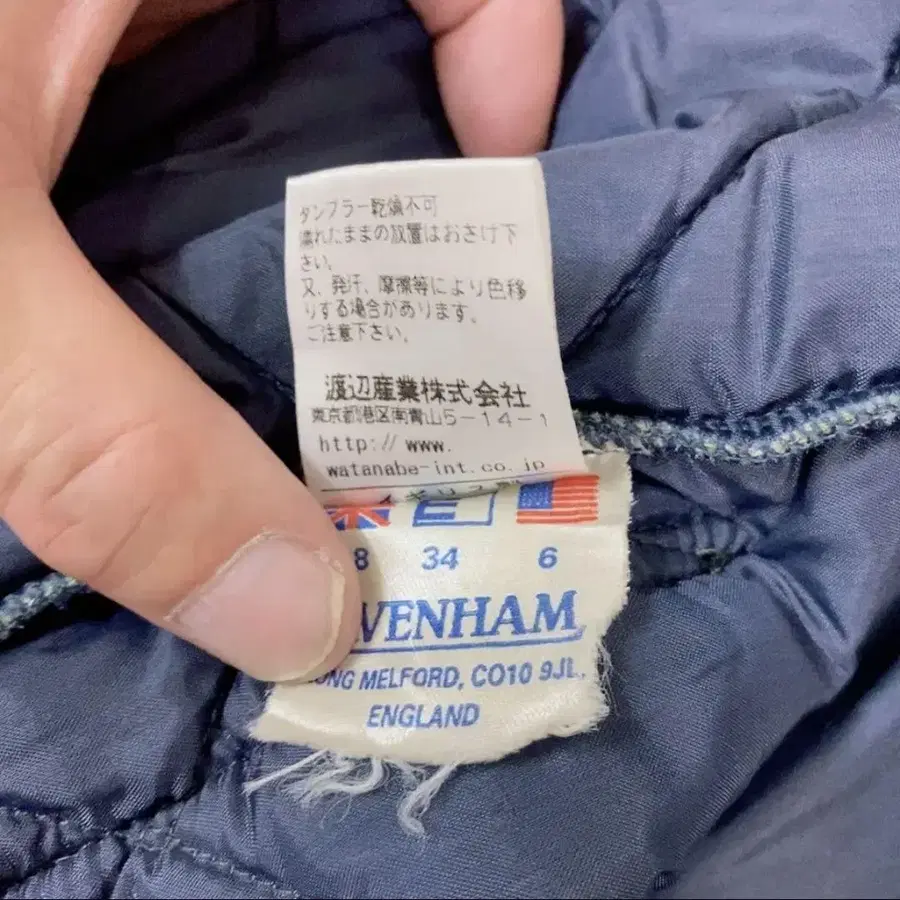 タンブラー乾燥不可
濡れたままの放置はおさけ下
さい。
又、発汗、摩擦等により色移
りする場合があります。
ご注意下さい。
渡辺産業株式会社
東京都港区南青山5-14-1
http://www.
watanabe-int.co.jp
8 34 6
VENHAM
ONG MELFORD, CO10 9JL,
ENGLAND